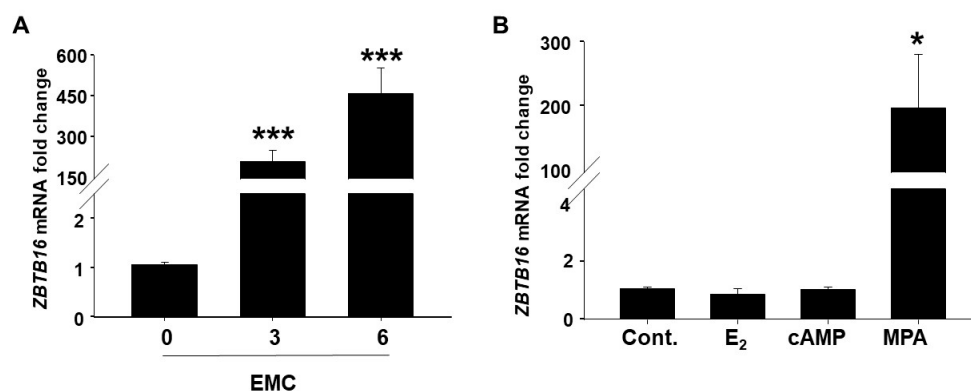 A
ZBTB16 mRNA fold change
600
450
300
150
2
1
0
***
***
0 3 6
EMC
B
ZBTB16 mRNA fold change
300
200
100
4
2
0
*
Cont. E₂ cAMP MPA